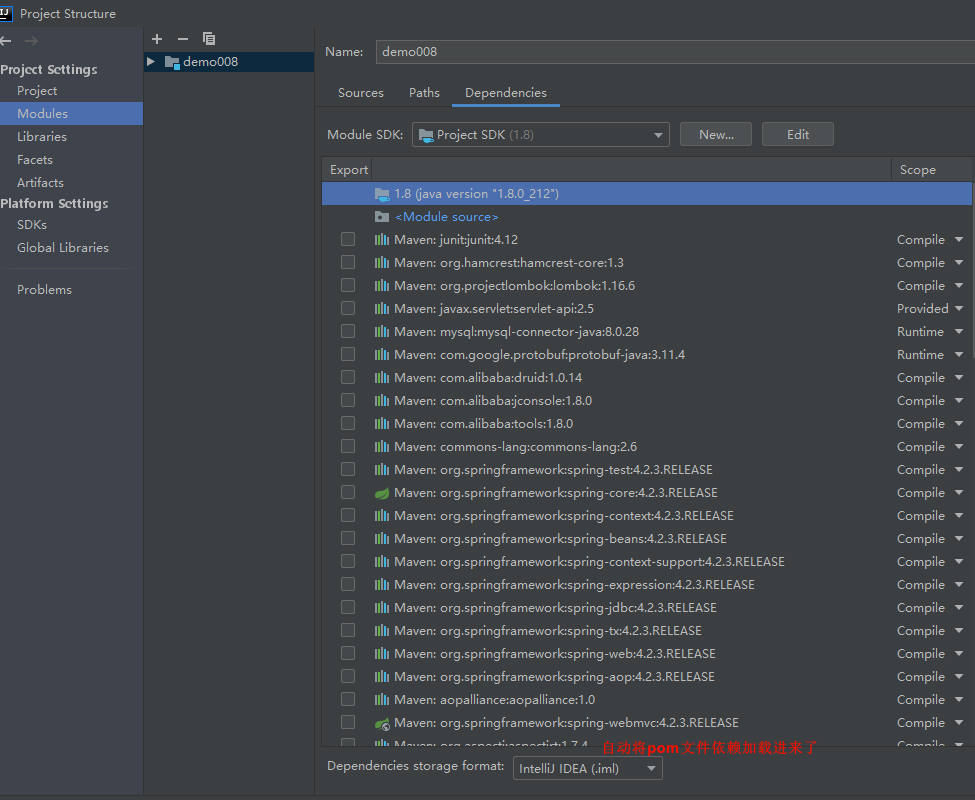 IJ Project Structure
Project Settings
Project
Modules
Libraries
Facets
Artifacts
Platform Settings
SDKs
Global Libraries
Problems
demo008
Name: demo008
Sources Paths Dependencies
Module SDK: Project SDK (1.8) New... Edit
Export Scope
1.8 (java version "1.8.0_212")
<Module source>
Maven: junit:junit:4.12 Compile
Maven: org.hamcrest:hamcrest-core:1.3 Compile
Maven: org.projectlombok:lombok:1.16.6 Compile
Maven: javax.servlet:servlet-api:2.5 Provided
Maven: mysql:mysql-connector-java:8.0.28 Runtime
Maven: com.google.protobuf:protobuf-java:3.11.4 Runtime
Maven: com.alibaba:druid:1.0.14 Compile
Maven: com.alibaba:jconsole:1.8.0 Compile
Maven: com.alibaba:tools:1.8.0 Compile
Maven: commons-lang:commons-lang:2.6 Compile
Maven: org.springframework:spring-test:4.2.3.RELEASE Compile
Maven: org.springframework:spring-core:4.2.3.RELEASE Compile
Maven: org.springframework:spring-context:4.2.3.RELEASE Compile
Maven: org.springframework:spring-beans:4.2.3.RELEASE Compile
Maven: org.springframework:spring-context-support:4.2.3.RELEASE Compile
Maven: org.springframework:spring-expression:4.2.3.RELEASE Compile
Maven: org.springframework:spring-jdbc:4.2.3.RELEASE Compile
Maven: org.springframework:spring-tx:4.2.3.RELEASE Compile
Maven: org.springframework:spring-web:4.2.3.RELEASE Compile
Maven: org.springframework:spring-aop:4.2.3.RELEASE Compile
Maven: aopalliance:aopalliance:1.0 Compile
Maven: org.springframework:spring-webmvc:4.2.3.RELEASE Compile
Maven: org.aspectj:aspectjrt:1.7.4 Compile
自动将pom文件依赖加载进来了
Dependencies storage format: IntelliJ IDEA (.iml)